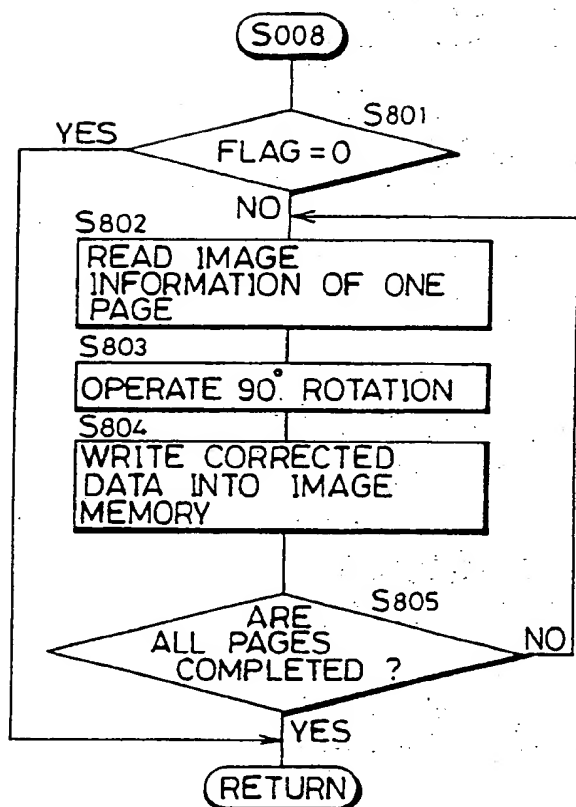 S008
S801
YES
FLAG = 0
NO
S802
READ IMAGE
INFORMATION OF ONE
PAGE
S803
OPERATE 90° ROTATION
S804
WRITE CORRECTED
DATA INTO IMAGE
MEMORY
S805
ARE
ALL PAGES
COMPLETED ?
NO
YES
RETURN